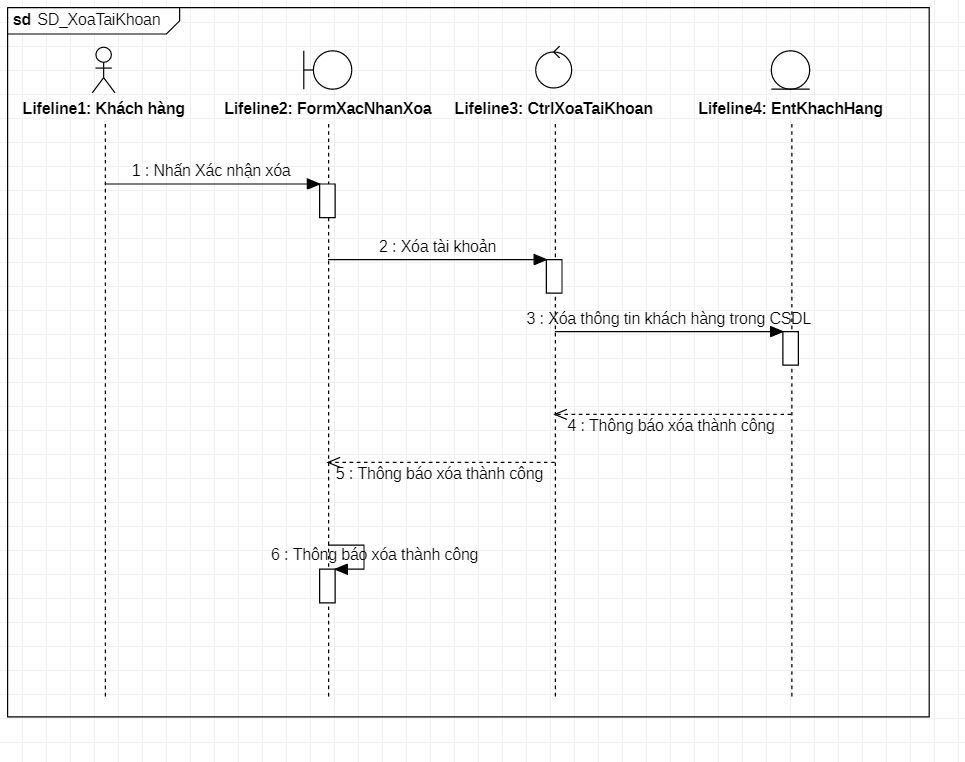 sd SD_XoaTaiKhoan
Lifeline1: Khách hàng
Lifeline2: FormXacNhanXoa
Lifeline3: CtrlXoaTaiKhoan
Lifeline4: EntKhachHang
1 : Nhấn Xác nhận xóa
2 : Xóa tài khoản
3 : Xóa thông tin khách hàng trong CSDL
4 : Thông báo xóa thành công
5 : Thông báo xóa thành công
6 : Thông báo xóa thành công